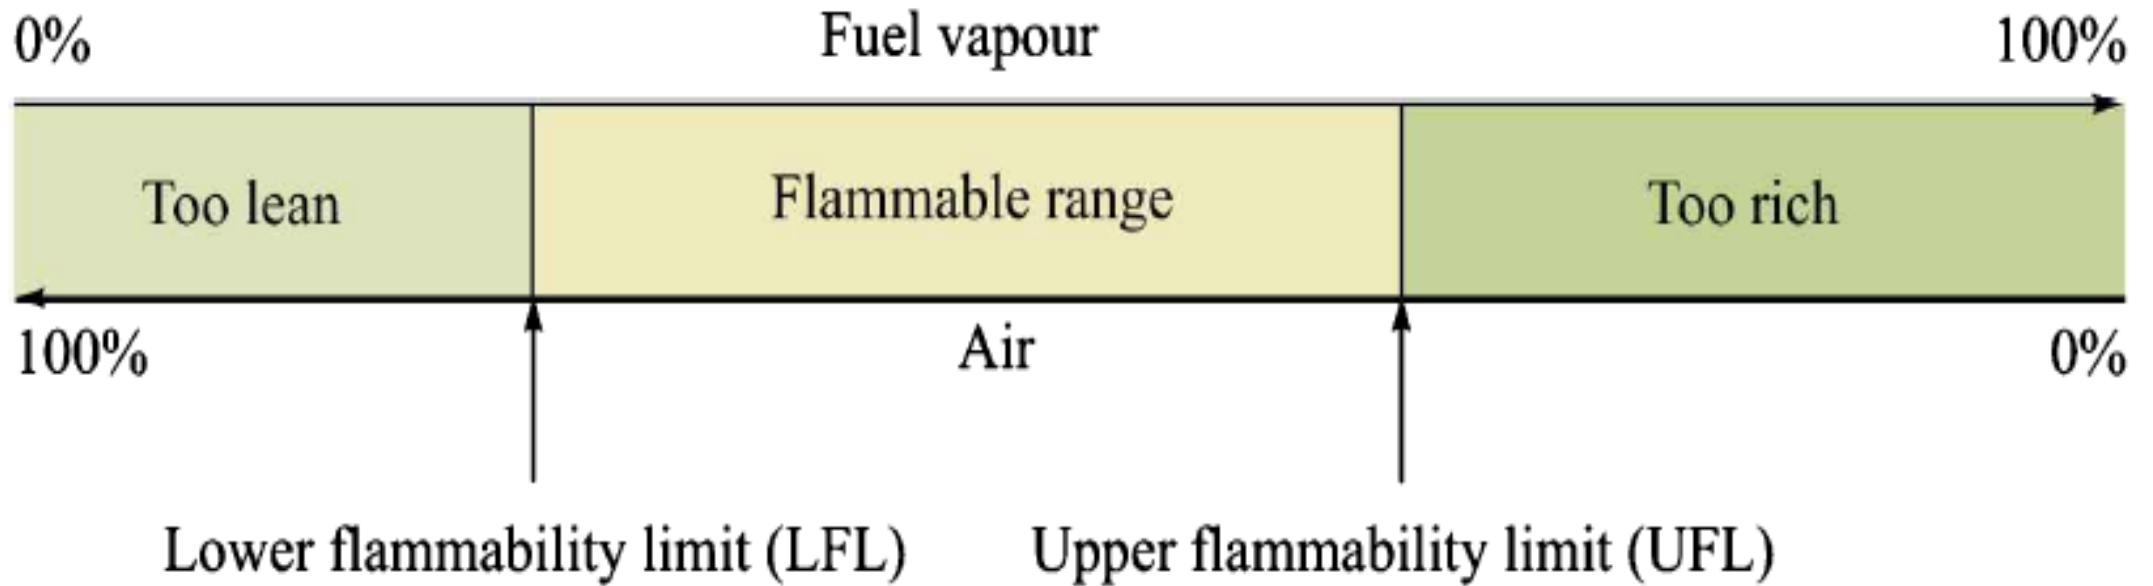 0% Fuel vapour 100%
Too lean Flammable range Too rich
100% Air 0%
Lower flammability limit (LFL) Upper flammability limit (UFL)